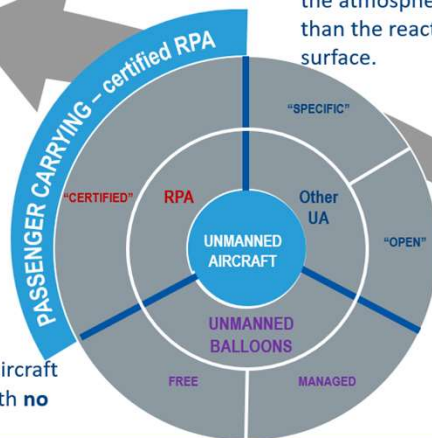 the atmosphe
than the react
surface.
PASSENGER CARRYING – certified RPA
"SPECIFIC"
"CERTIFIED"
RPA
Other
UA
"OPEN"
UNMANNED
AIRCRAFT
UNMANNED
BALLOONS
FREE
MANAGED
ircraft
th no